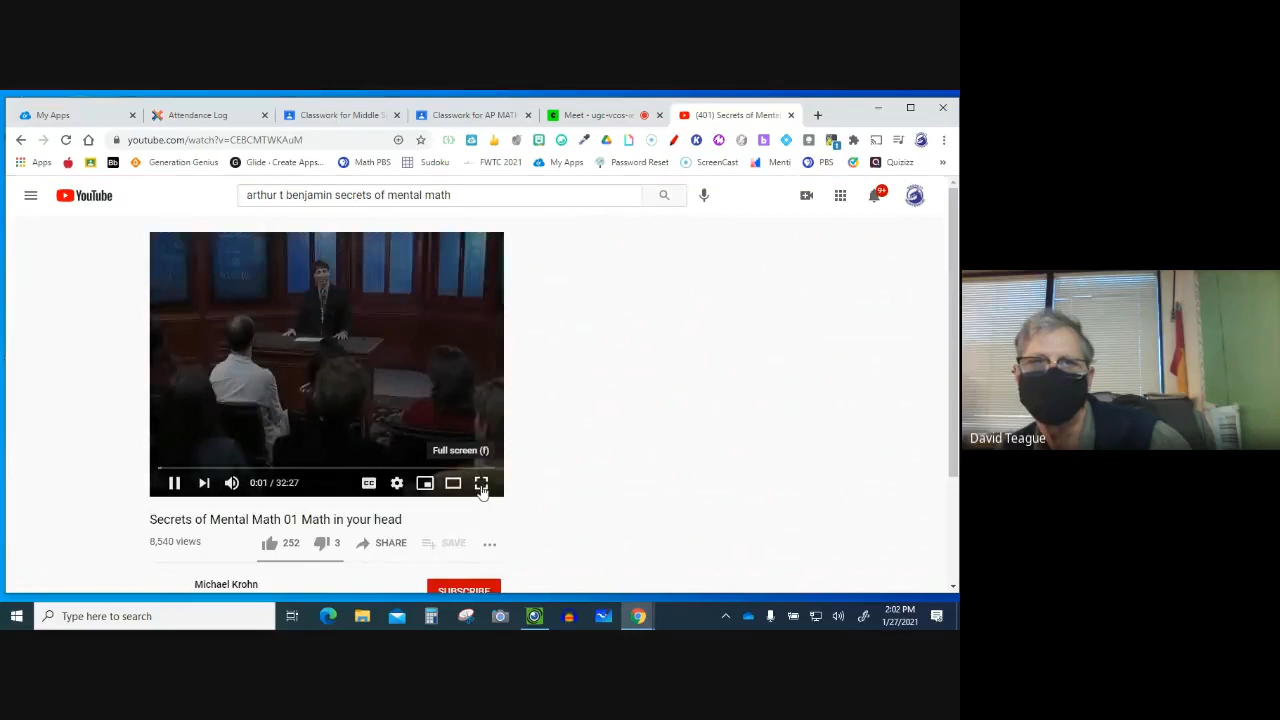 My Apps
Attendance Log
Classwork for Middle S
Classwork for AP MATH
Meet - ugc-vcos-
(401) Secrets of Menta
youtube.com/watch?v=CEBCMTWKAuM
Apps
Bb
Generation Genius
Glide · Create Apps...
Math PBS
Sudoku
FWTC 2021
My Apps
Password Reset
ScreenCast
Menti
PBS
Quizizz
»
YouTube
arthur t benjamin secrets of mental math
9+
Full screen (f)
0:01 / 32:27
CC
Secrets of Mental Math 01 Math in your head
8,540 views
252
3
SHARE
SAVE
Michael Krohn
SUBSCRIBE
David Teague
Type here to search
2:02 PM
1/27/2021